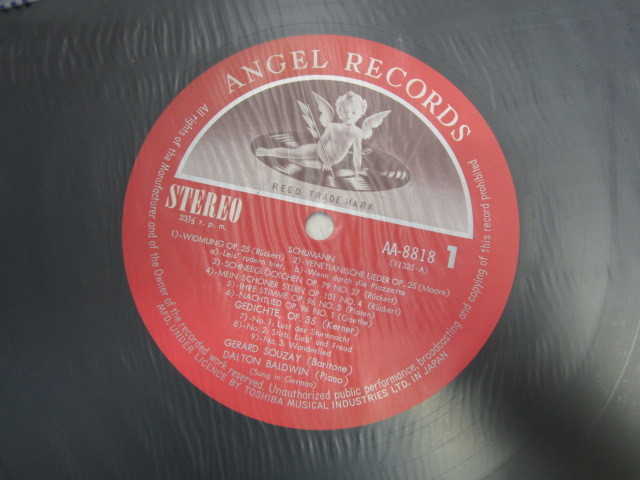 ANGEL RECORDS
REGD. TRADE MARK
STEREO
33⅓ r. p. m.
AA-8818 1
(11325-A)
SCHUMANN
1)-WIDMUNG OP. 25 (Rückert) 2)-VENETIANISCHE LIEDER OP. 25 (Moore)
a)-Leis' rudern hier, b)-Wenn durch die Piazzetta
3)-SCHNEEGLÖCKCHEN OP. 79 NO. 27 (Rückert)
4)-MEIN SCHÖNER STERN OP. 101 NO. 4 (Rückert)
5)-IHRE STIMME OP. 96 NO. 3 (Platen)
6)-NACHTLIED OP. 96 NO. 1 (Goethe)
GEDICHTE, OP. 35 (Kerner)
7)-No. 1; Lust der Sturmnacht
8)-No. 2; Stirb, Lieb' und Freud
9)-No. 3; Wanderlied
GERARD SOUZAY (Baritone)
DALTON BALDWIN (Piano)
(Sung in German)
All rights of the Manufacturer and of the Owner of the recorded work reserved. Unauthorized public performance, broadcasting and copying of this record prohibited
MFD. UNDER LICENCE BY TOSHIBA MUSICAL INDUSTRIES LTD. IN JAPAN